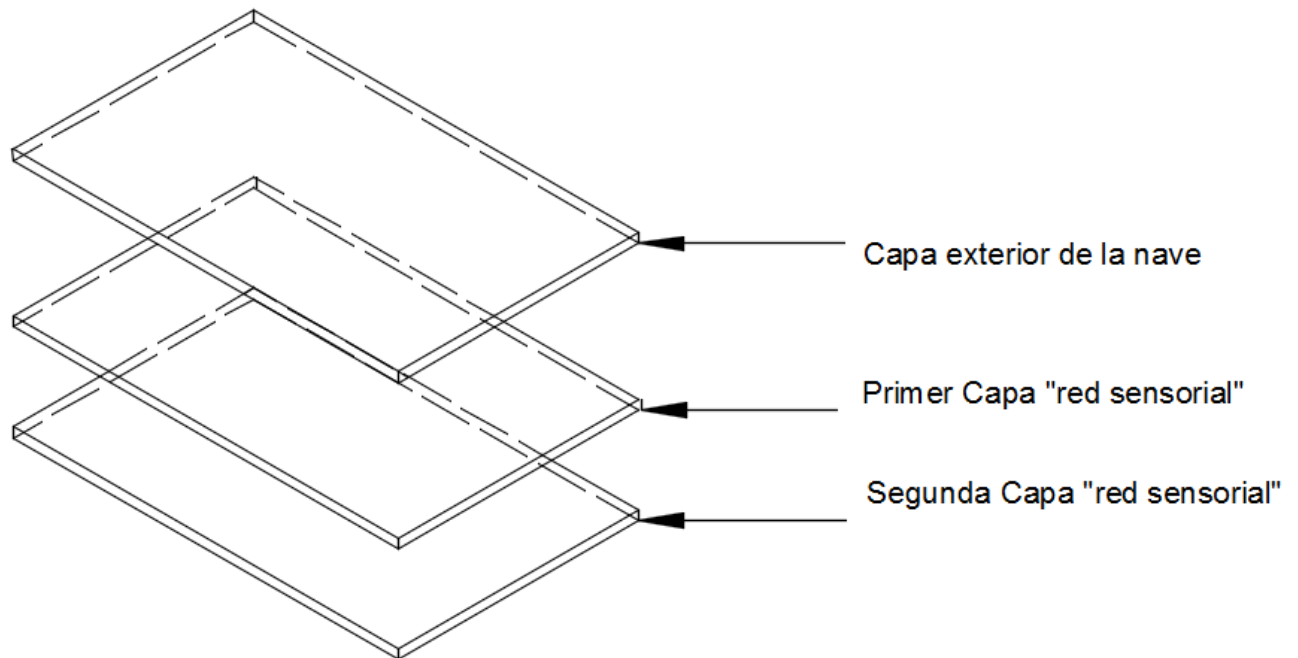 Capa exterior de la nave
Primer Capa "red sensorial"
Segunda Capa "red sensorial"